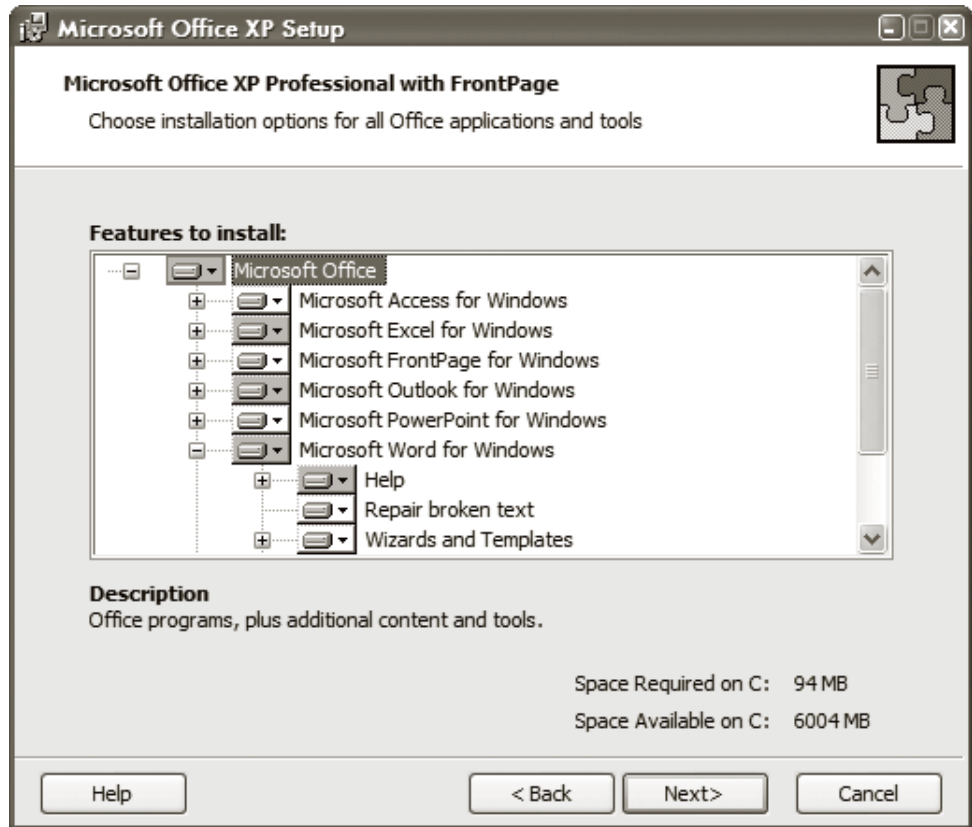 Microsoft Office XP Setup
Microsoft Office XP Professional with FrontPage
Choose installation options for all Office applications and tools
Features to install:
Microsoft Office
Microsoft Access for Windows
Microsoft Excel for Windows
Microsoft FrontPage for Windows
Microsoft Outlook for Windows
Microsoft PowerPoint for Windows
Microsoft Word for Windows
Help
Repair broken text
Wizards and Templates
Description
Office programs, plus additional content and tools.
Space Required on C: 94 MB
Space Available on C: 6004 MB
Help < Back Next> Cancel